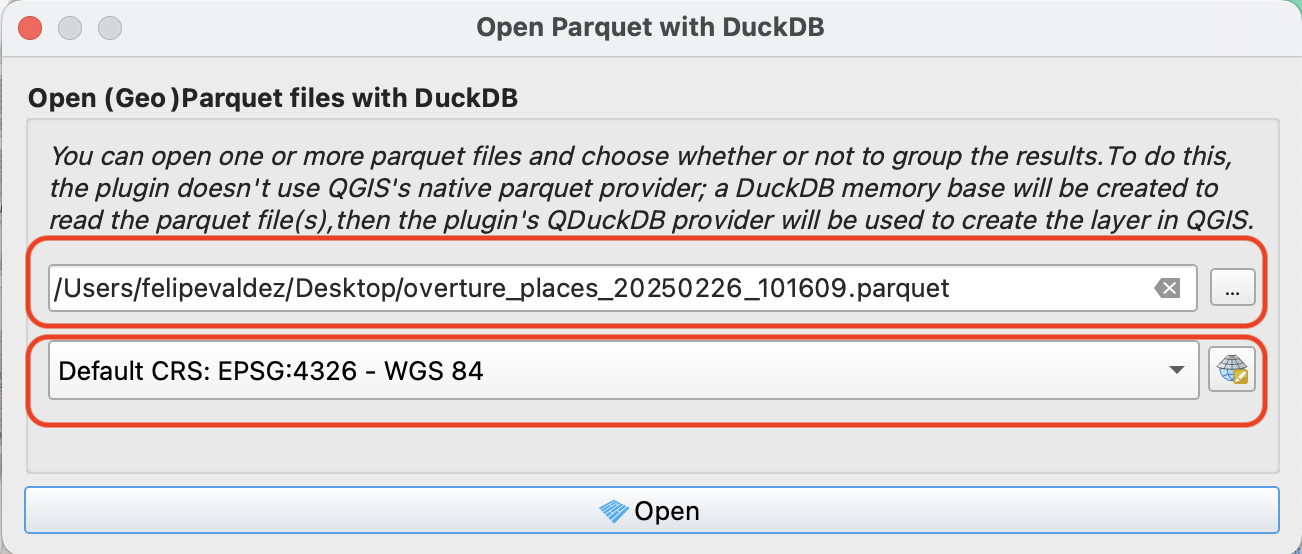 Open Parquet with DuckDB
Open (Geo)Parquet files with DuckDB
You can open one or more parquet files and choose whether or not to group the results.To do this,
the plugin doesn't use QGIS's native parquet provider; a DuckDB memory base will be created to
read the parquet file(s),then the plugin's QDuckDB provider will be used to create the layer in QGIS.
/Users/felipevaldez/Desktop/overture_places_20250226_101609.parquet ...
Default CRS: EPSG:4326 - WGS 84
Open